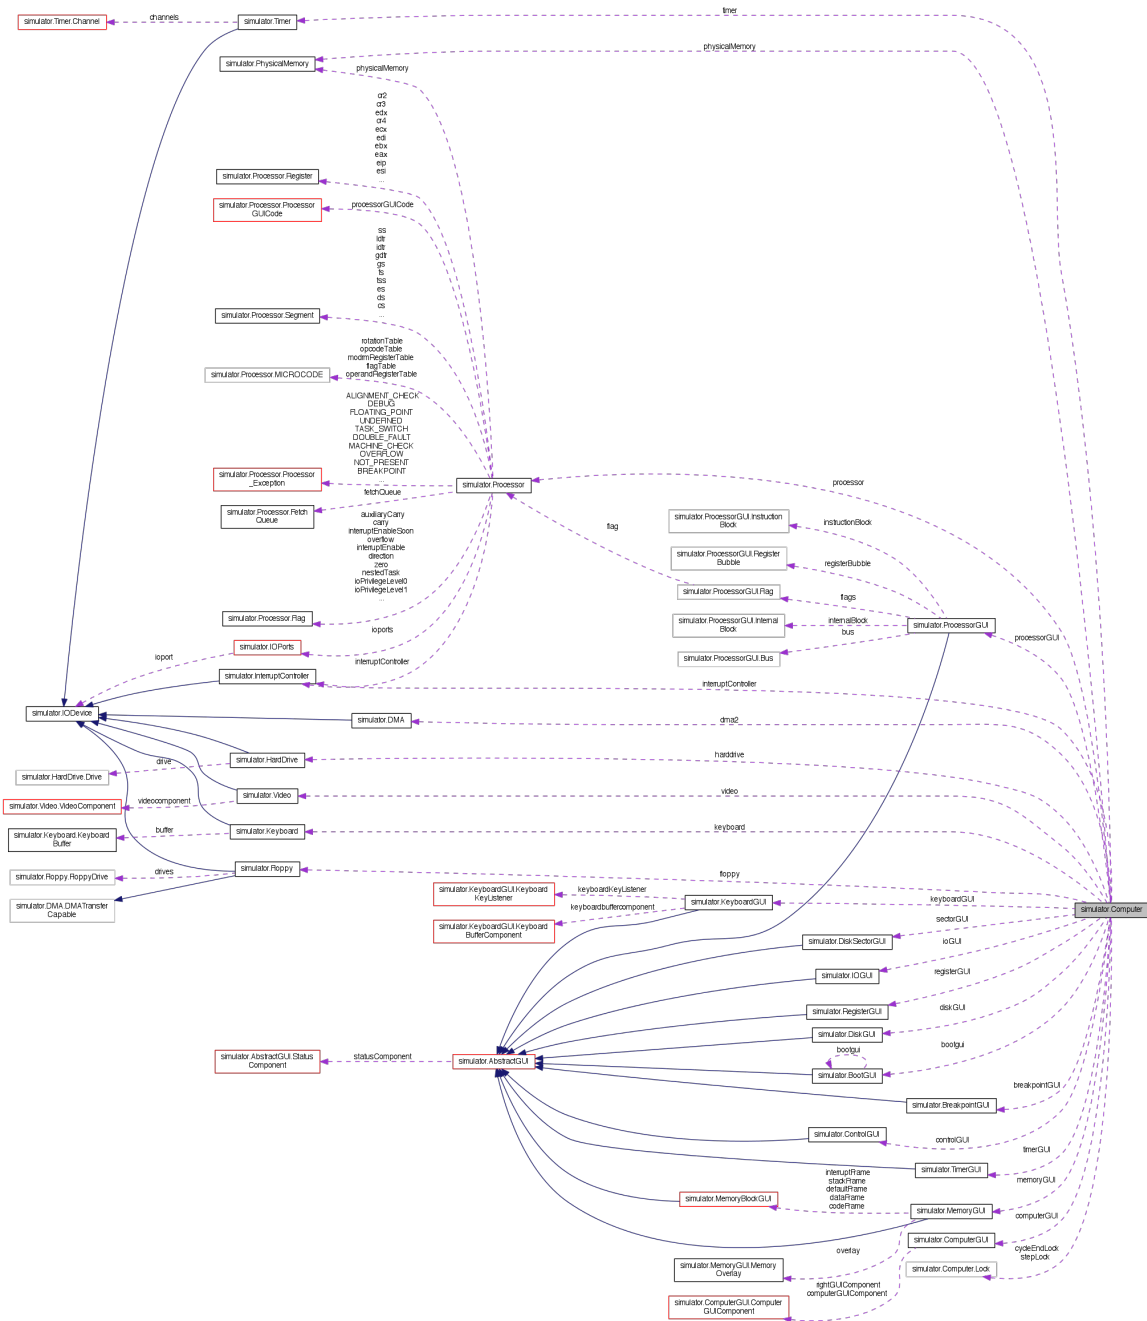 timer
simulator.Timer.Channel
channels
simulator.Timer
physicalMemory
simulator.PhysicalMemory
physicalMemory
cr2
cr3
edx
cr4
ecx
edi
ebx
eax
eip
esi
...
simulator.Processor.Register
simulator.Processor.Processor
GUICode
processorGUICode
ss
ldtr
idtr
gdtr
gs
fs
tss
es
ds
cs
...
simulator.Processor.Segment
rotationTable
opcodeTable
modrmRegisterTable
flagTable
operandRegisterTable
simulator.Processor.MICROCODE
ALIGNMENT_CHECK
DEBUG
FLOATING_POINT
UNDEFINED
TASK_SWITCH
DOUBLE_FAULT
MACHINE_CHECK
OVERFLOW
NOT_PRESENT
BREAKPOINT
...
simulator.Processor.Processor
_Exception
simulator.Processor
processor
fetchQueue
simulator.Processor.Fetch
Queue
auxiliaryCarry
carry
interruptEnableSoon
overflow
interruptEnable
direction
zero
nestedTask
ioPrivilegeLevel0
ioPrivilegeLevel1
...
flag
simulator.ProcessorGUI.Instruction
Block
instructionBlock
simulator.ProcessorGUI.Register
Bubble
registerBubble
simulator.ProcessorGUI.Flag
flags
simulator.Processor.Flag
simulator.ProcessorGUI.Internal
Block
internalBlock
simulator.ProcessorGUI
bus
processorGUI
simulator.ProcessorGUI.Bus
ioports
simulator.IOPorts
ioport
interruptController
simulator.InterruptController
interruptController
simulator.IODevice
simulator.DMA
dma2
simulator.HardDrive
harddrive
drive
simulator.HardDrive.Drive
simulator.Video
video
simulator.Video.VideoComponent
videocomponent
simulator.Keyboard
keyboard
simulator.Keyboard.Keyboard
Buffer
buffer
simulator.Floppy
floppy
simulator.Floppy.FloppyDrive
drives
simulator.DMA.DMATransfer
Capable
simulator.KeyboardGUI.Keyboard
KeyListener
keyboardKeyListener
simulator.KeyboardGUI
keyboardGUI
simulator.Computer
keyboardbuffercomponent
simulator.KeyboardGUI.Keyboard
BufferComponent
sectorGUI
simulator.DiskSectorGUI
ioGUI
simulator.IOGUI
registerGUI
simulator.RegisterGUI
diskGUI
simulator.DiskGUI
bootgui
bootgui
simulator.AbstractGUI.Status
Component
statusComponent
simulator.AbstractGUI
simulator.BootGUI
breakpointGUI
simulator.BreakpointGUI
simulator.ControlGUI
controlGUI
timerGUI
simulator.TimerGUI
memoryGUI
interruptFrame
stackFrame
defaultFrame
dataFrame
codeFrame
simulator.MemoryBlockGUI
simulator.MemoryGUI
computerGUI
simulator.ComputerGUI
overlay
cycleEndLock
stepLock
simulator.MemoryGUI.Memory
Overlay
simulator.Computer.Lock
rightGUIComponent
computerGUIComponent
simulator.ComputerGUI.Computer
GUIComponent